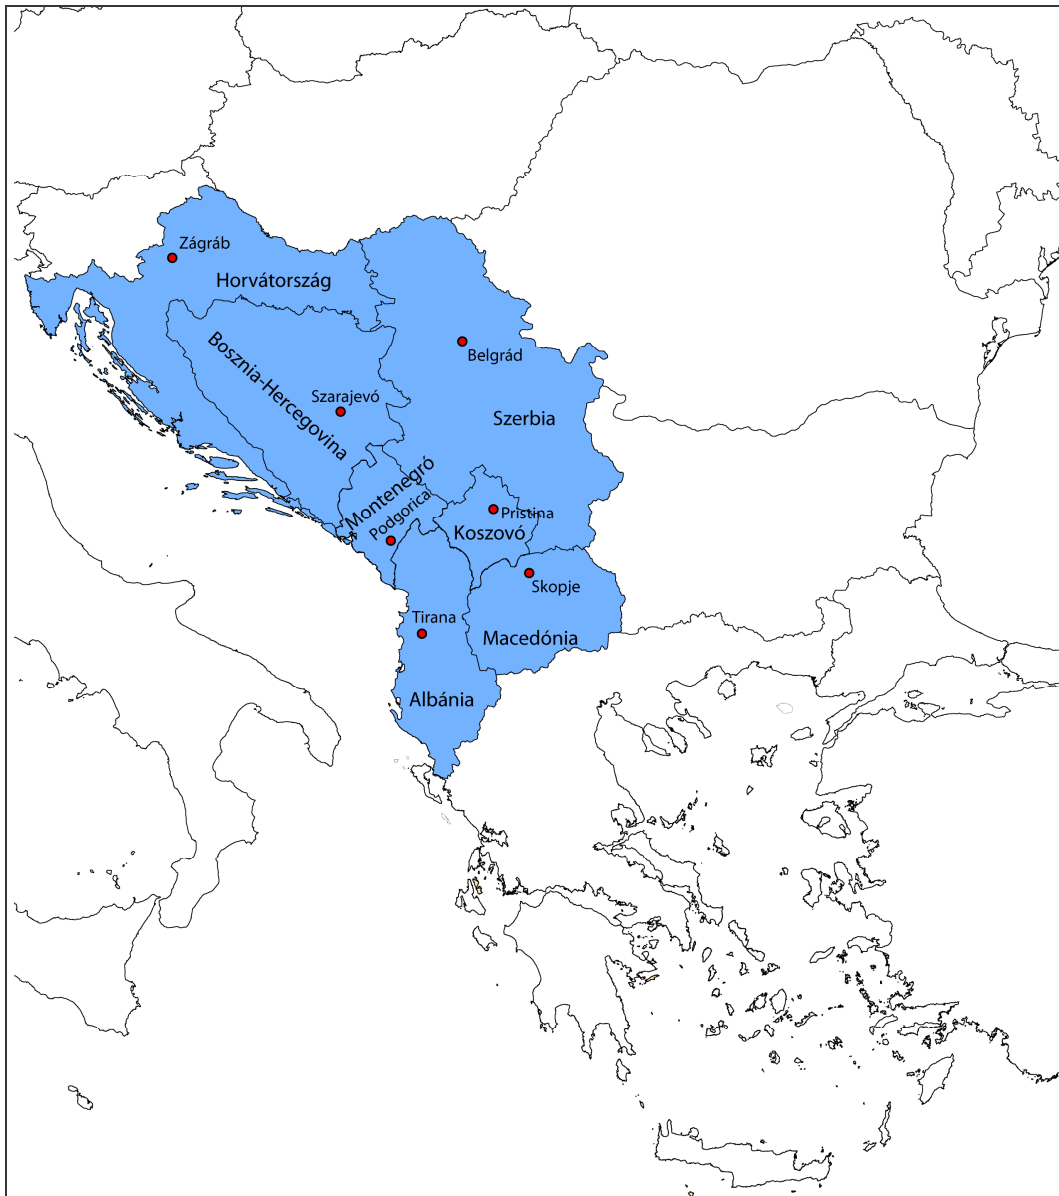 Zágráb
Horvátország
Belgrád
Bosznia-Hercegovina
Szarajevó
Szerbia
Montenegró
Podgorica
Pristina
Koszovó
Skopje
Tirana
Macedónia
Albánia